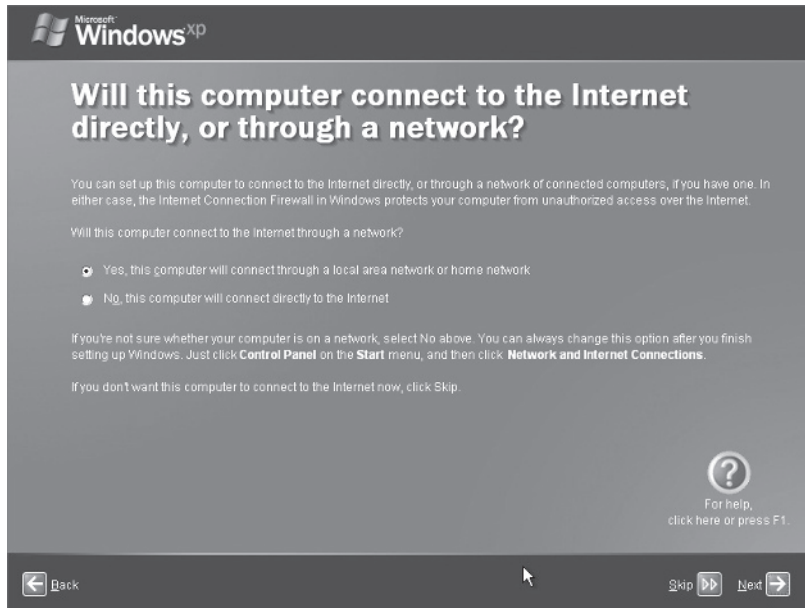 Microsoft
Windows xp
Will this computer connect to the Internet
directly, or through a network?
You can set up this computer to connect to the Internet directly, or through a network of connected computers, if you have one. In
either case, the Internet Connection Firewall in Windows protects your computer from unauthorized access over the Internet.
Will this computer connect to the Internet through a network?
Yes, this computer will connect through a local area network or home network
No, this computer will connect directly to the Internet
If you're not sure whether your computer is on a network, select No above. You can always change this option after you finish
setting up Windows. Just click Control Panel on the Start menu, and then click Network and Internet Connections.
If you don't want this computer to connect to the Internet now, click Skip.
For help,
click here or press F1.
Back
Skip Next